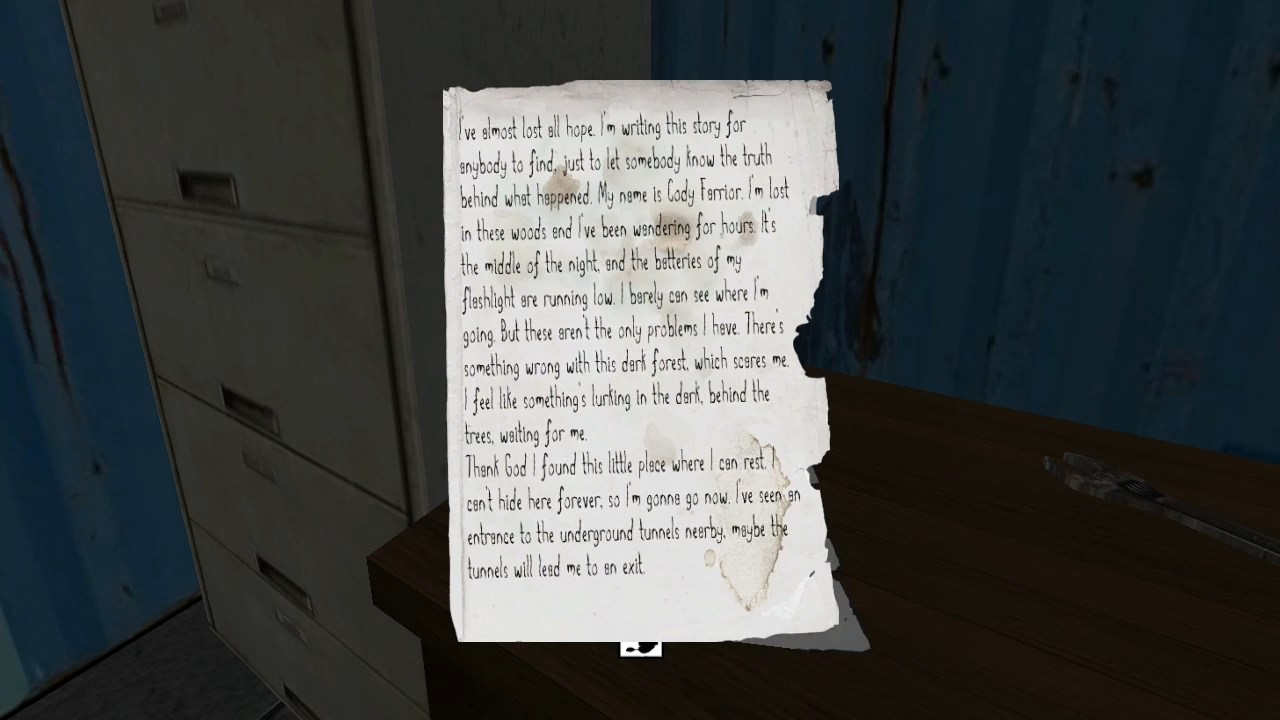 I've almost lost all hope. I'm writing this story for
anybody to find, just to let somebody know the truth
behind what happened. My name is Cody Farrior. I'm lost
in these woods and I've been wandering for hours. It's
the middle of the night, and the batteries of my
flashlight are running low. I barely can see where I'm
going. But these aren't the only problems I have. There's
something wrong with this dark forest, which scares me.
I feel like something's lurking in the dark, behind the
trees, waiting for me.
Thank God I found this little place where I can rest. I
can't hide here forever, so I'm gonna go now. I've seen an
entrance to the underground tunnels nearby, maybe the
tunnels will lead me to an exit.